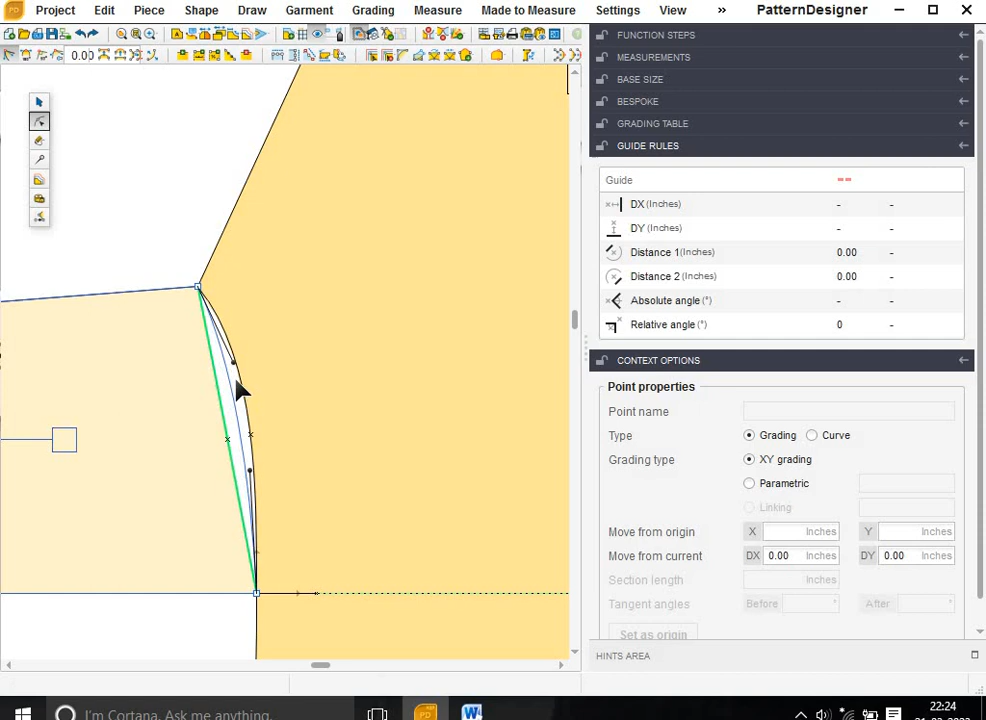 Project Edit Piece Shape Draw Garment Grading Measure Made to Measure Settings View » PatternDesigner
0.00
FUNCTION STEPS
MEASUREMENTS
BASE SIZE
BESPOKE
GRADING TABLE
GUIDE RULES
Guide
DX (Inches) - -
DY (Inches) - -
Distance 1(Inches) 0.00 -
Distance 2 (Inches) 0.00 -
Absolute angle (°) - -
Relative angle (°) 0 -
CONTEXT OPTIONS
Point properties
Point name
Type Grading Curve
Grading type XY grading
Parametric
Linking
Move from origin X Inches Y Inches
Move from current DX 0.00 Inches DY 0.00 Inches
Section length Inches
Tangent angles Before ° After °
Set as origin
HINTS AREA
I'm Cortana. Ask me anything.
22:24